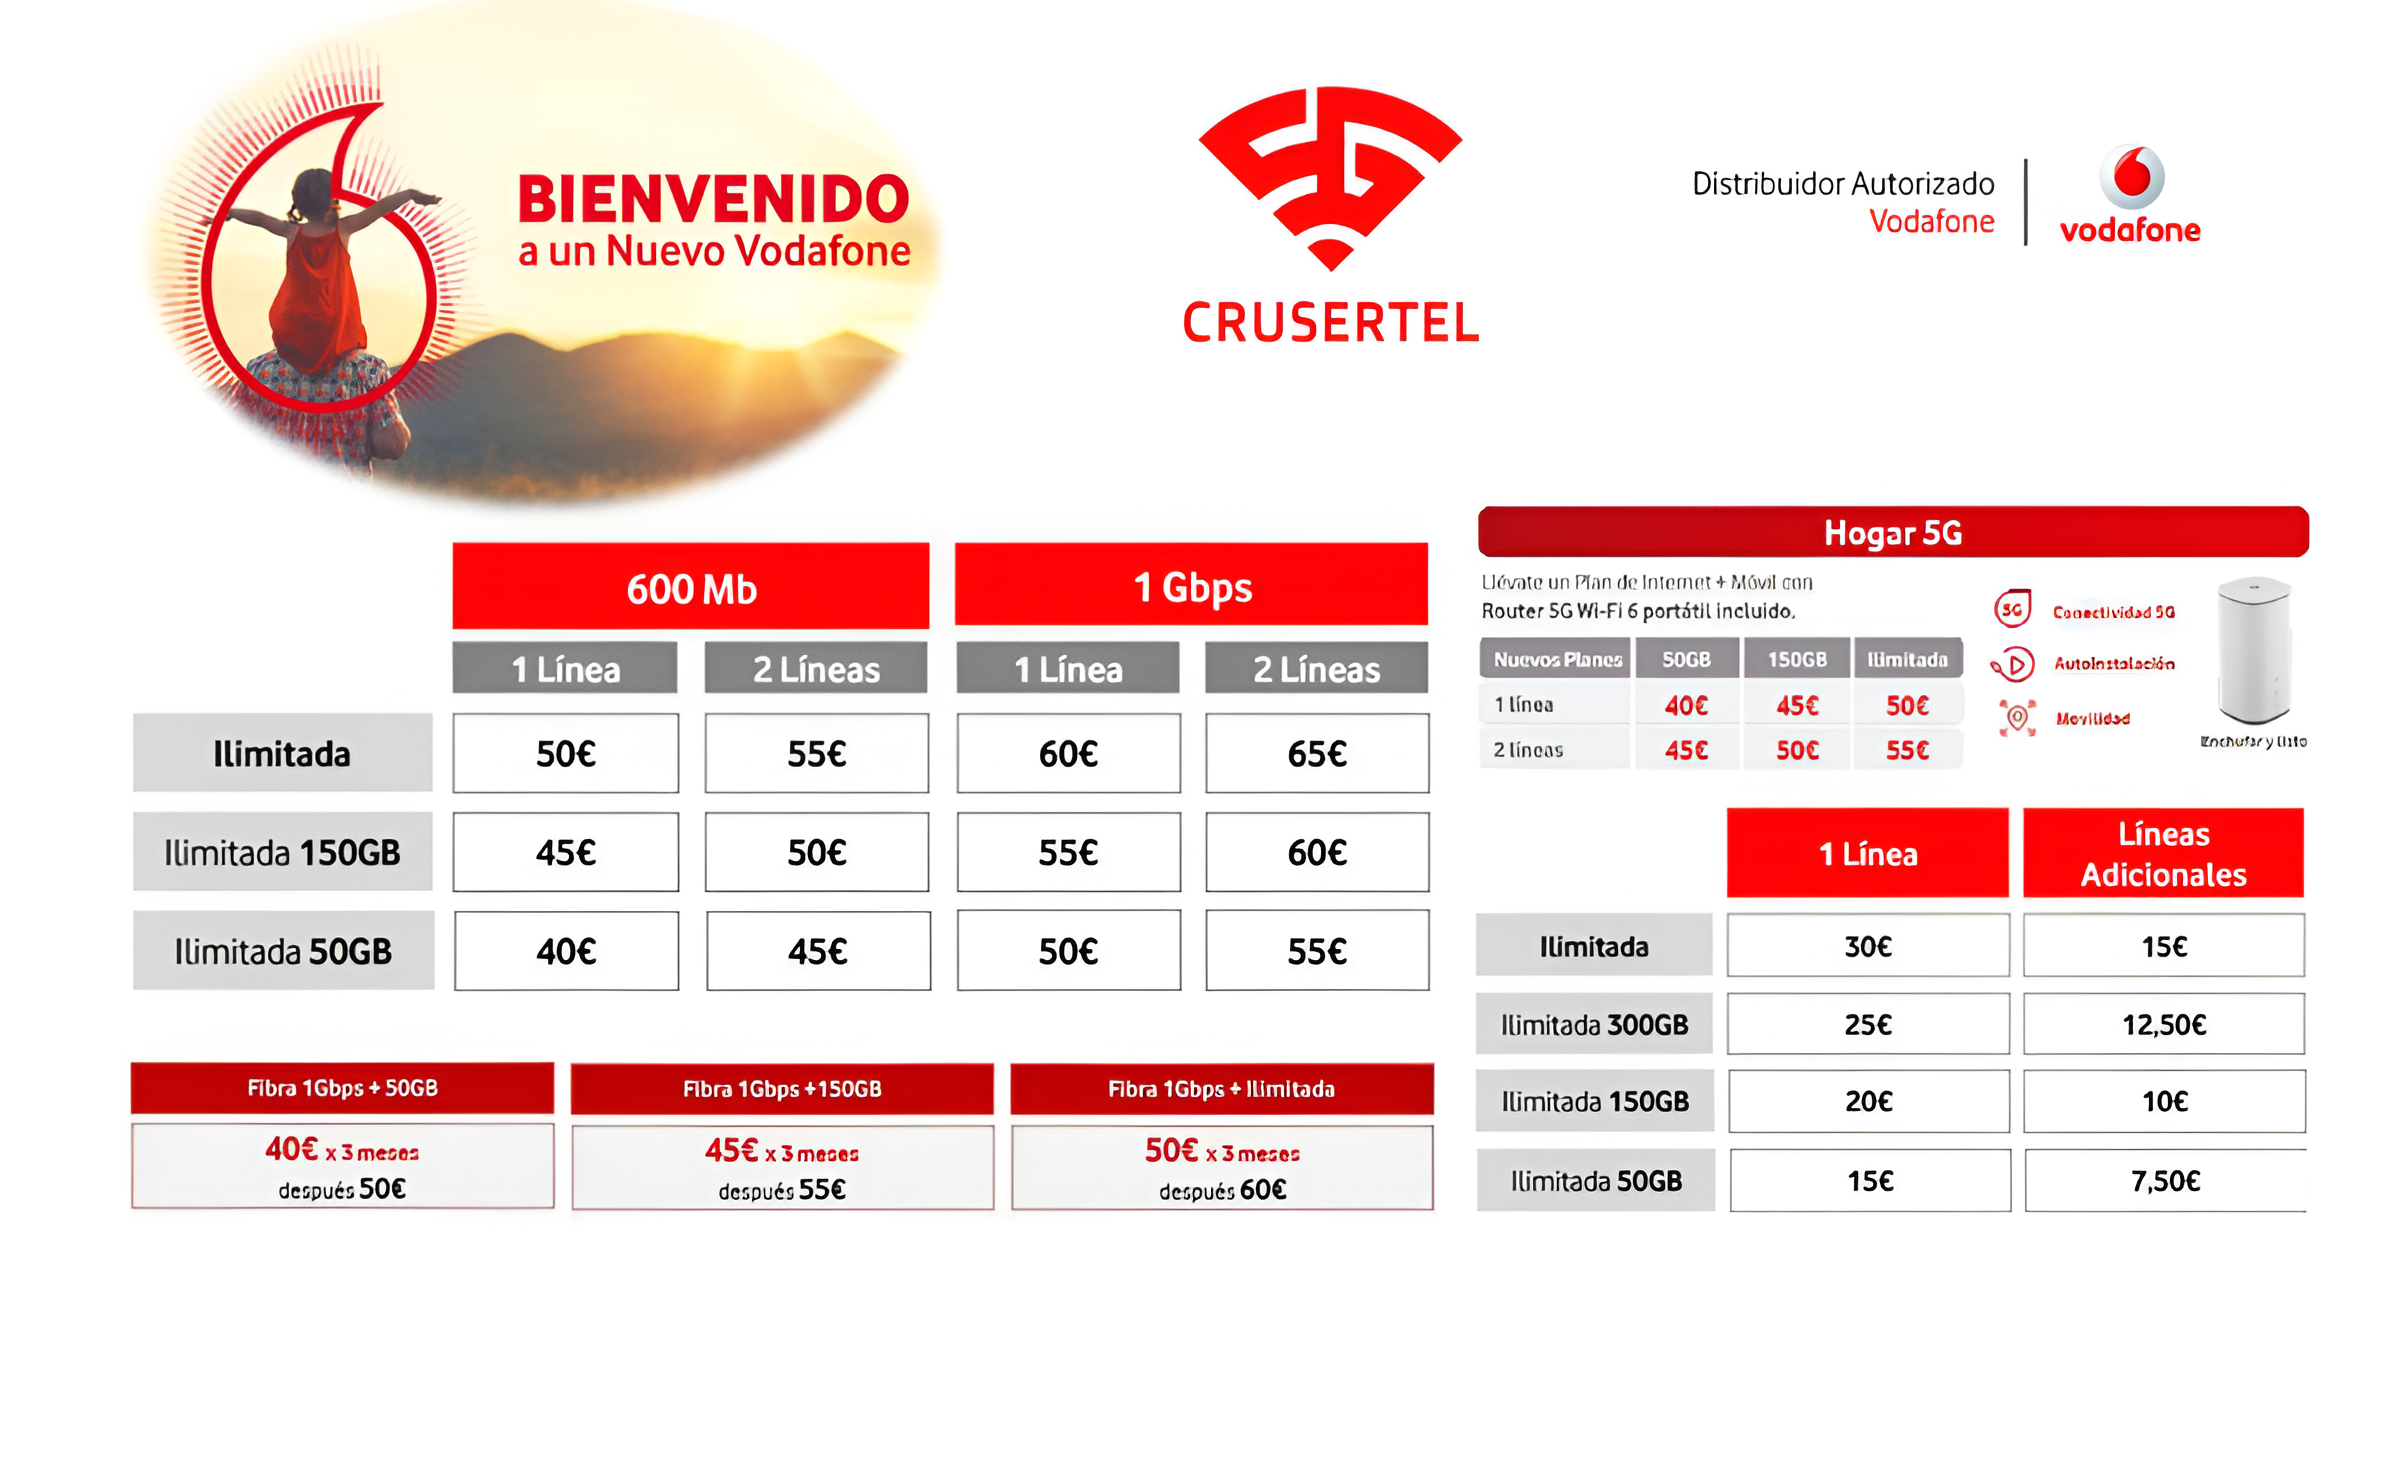 BIENVENIDO
a un Nuevo Vodafone
CRUSERTEL
Distribuidor Autorizado
Vodafone
vodafone
600 Mb
1 Gbps
1 Línea
2 Líneas
1 Línea
2 Líneas
Ilimitada
50€
55€
60€
65€
Ilimitada 150GB
45€
50€
55€
60€
Ilimitada 50GB
40€
45€
50€
55€
Fibra 1Gbps + 50GB
40€ x 3 meses
después 50€
Fibra 1Gbps +150GB
45€ x 3 meses
después 55€
Fibra 1Gbps + Ilimitada
50€ x 3 meses
después 60€
Hogar 5G
Llévate un Plan de Internet + Móvil con
Router 5G Wi-Fi 6 portátil incluido.
Nuevos Planes
50GB
150GB
Ilimitada
1 línea
40€
45€
50€
2 líneas
45€
50€
55€
5G
Conectividad 5G
Autoinstalación
Movilidad
Enchufar y listo
1 Línea
Líneas
Adicionales
Ilimitada
30€
15€
Ilimitada 300GB
25€
12,50€
Ilimitada 150GB
20€
10€
Ilimitada 50GB
15€
7,50€